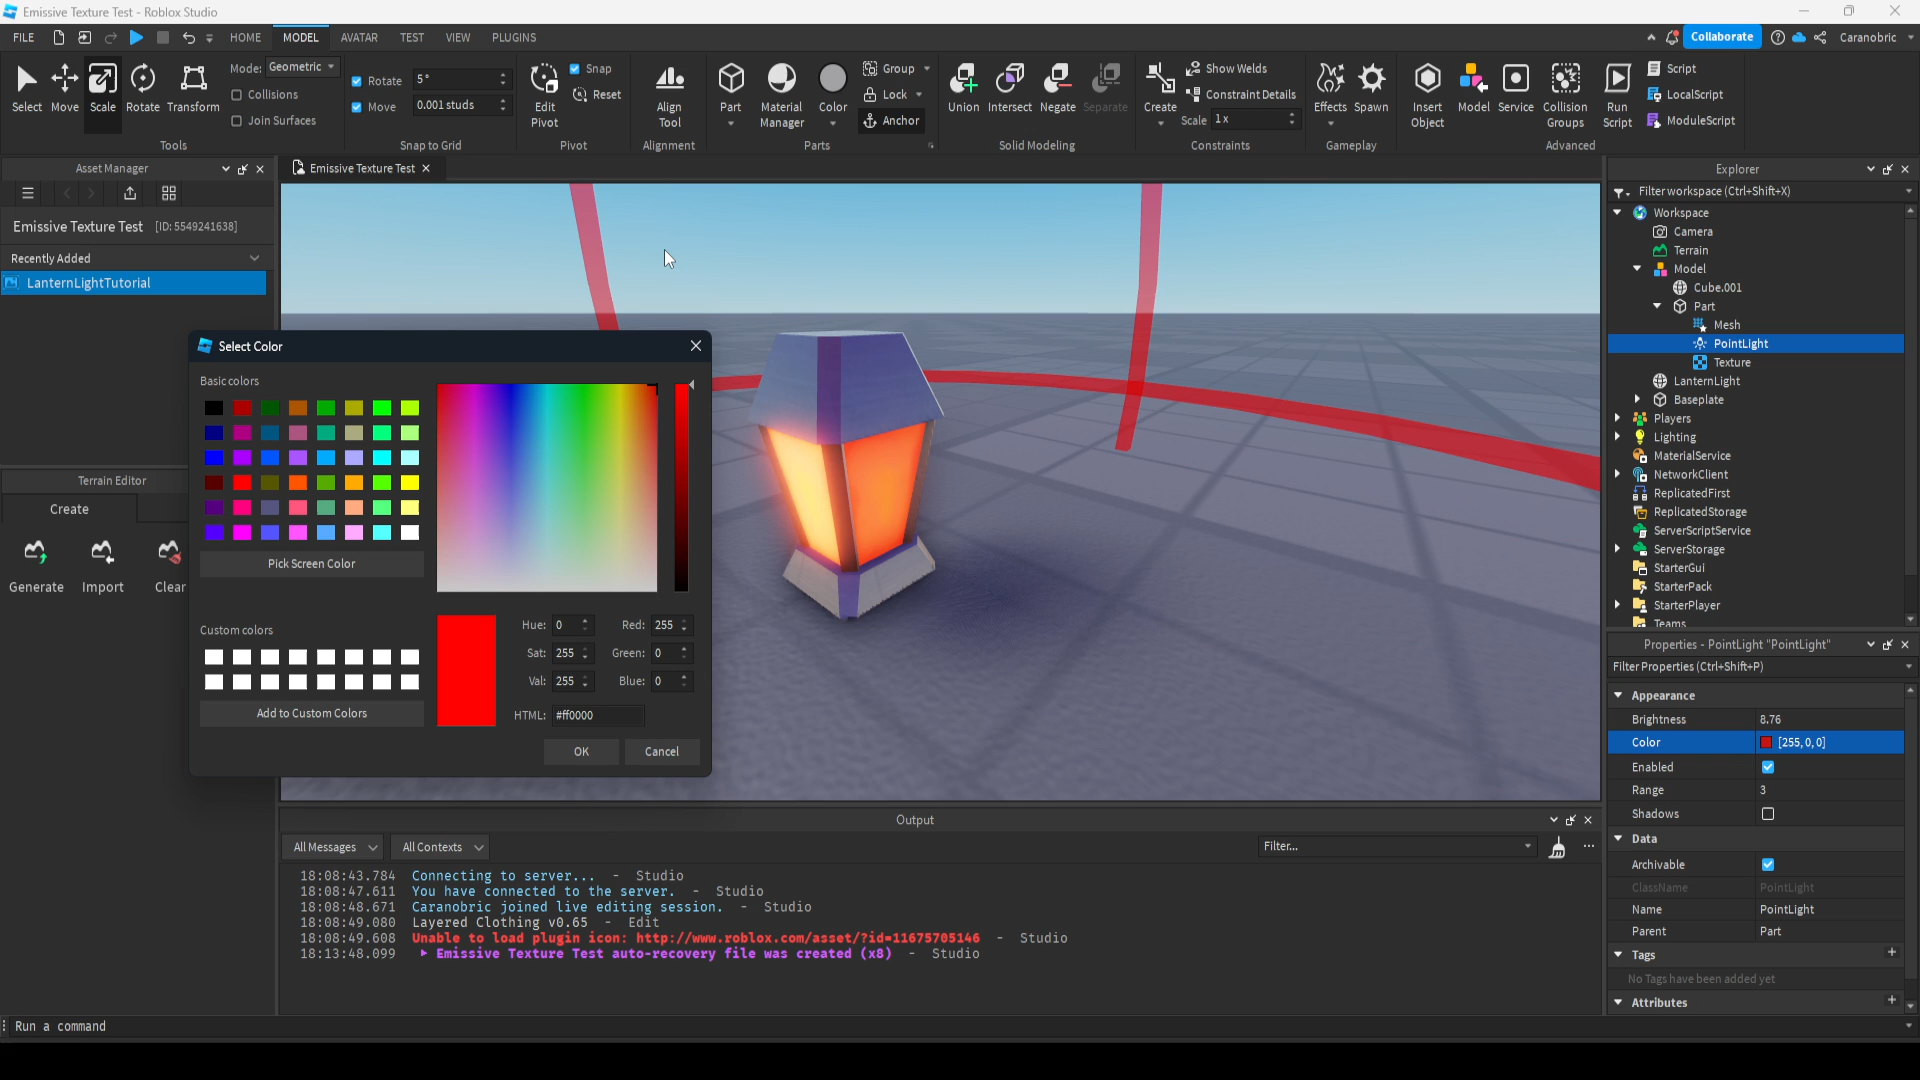 Emissive Texture Test - Roblox Studio
FILE HOME MODEL AVATAR TEST VIEW PLUGINS Collaborate Caranobric
Select Move Scale Rotate Transform
Mode: Geometric
Collisions
Join Surfaces
Tools
Rotate 5°
Move 0.001 studs
Snap to Grid
Edit Pivot
Snap
Reset
Pivot
Align Tool
Alignment
Part
Material Manager
Color
Group
Lock
Anchor
Parts
Union Intersect Negate Separate
Solid Modeling
Create
Show Welds
Constraint Details
Scale 1x
Constraints
Effects Spawn
Gameplay
Insert Object
Model
Service
Collision Groups
Run Script
Script
LocalScript
ModuleScript
Advanced
Asset Manager
Emissive Texture Test [ID: 5549241638]
Recently Added
LanternLightTutorial
Terrain Editor
Create
Generate Import Clear
Emissive Texture Test
Select Color
Basic colors
Pick Screen Color
Custom colors
Add to Custom Colors
Hue: 0 Red: 255
Sat: 255 Green: 0
Val: 255 Blue: 0
HTML: #ff0000
OK Cancel
Output
All Messages All Contexts Filter...
18:08:43.784 Connecting to server... - Studio
18:08:47.611 You have connected to the server. - Studio
18:08:48.671 Caranobric joined live editing session. - Studio
18:08:49.080 Layered Clothing v0.65 - Edit
18:08:49.608 Unable to load plugin icon: http://www.roblox.com/asset/?id=11675705146 - Studio
18:13:48.099 Emissive Texture Test auto-recovery file was created (x8) - Studio
Run a command
Explorer
Filter workspace (Ctrl+Shift+X)
Workspace
Camera
Terrain
Model
Cube.001
Part
Mesh
PointLight
Texture
LanternLight
Baseplate
Players
Lighting
MaterialService
NetworkClient
ReplicatedFirst
ReplicatedStorage
ServerScriptService
ServerStorage
StarterGui
StarterPack
StarterPlayer
Teams
Properties - PointLight "PointLight"
Filter Properties (Ctrl+Shift+P)
Appearance
Brightness 8.76
Color [255, 0, 0]
Enabled
Range 3
Shadows
Data
Archivable
ClassName PointLight
Name PointLight
Parent Part
Tags
No Tags have been added yet
Attributes